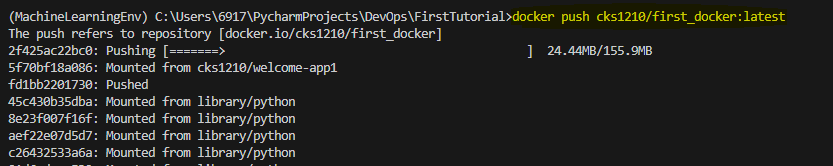 (MachineLearningEnv) C:\Users\6917\PycharmProjects\DevOps\FirstTutorial>docker push cks1210/first_docker:latest
The push refers to repository [docker.io/cks1210/first_docker]
2f425ac22bc0: Pushing [=======>                                           ]  24.44MB/155.9MB
5f70bf18a086: Mounted from cks1210/welcome-app1
fd1bb2201730: Pushed
45c430b35dba: Mounted from library/python
8e23f007f16f: Mounted from library/python
aef22e07d5d7: Mounted from library/python
c26432533a6a: Mounted from library/python